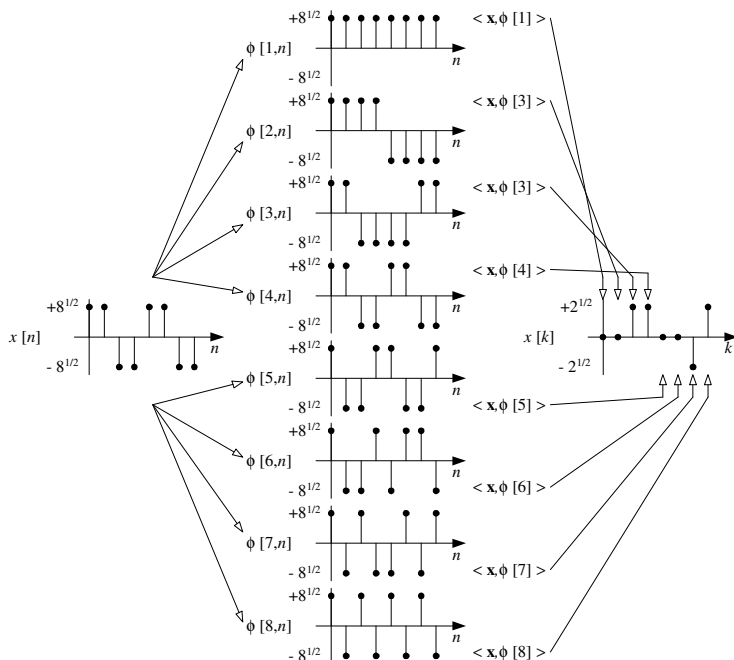 +8^{1/2}
ϕ [1,n]
- 8^{1/2}
n
< x,ϕ [1] >
+8^{1/2}
ϕ [2,n]
- 8^{1/2}
n
< x,ϕ [3] >
+8^{1/2}
ϕ [3,n]
- 8^{1/2}
n
< x,ϕ [3] >
+8^{1/2}
ϕ [4,n]
- 8^{1/2}
n
< x,ϕ [4] >
+8^{1/2}
x [n]
- 8^{1/2}
n
+2^{1/2}
x [k]
- 2^{1/2}
k
+8^{1/2}
ϕ [5,n]
- 8^{1/2}
n
< x,ϕ [5] >
+8^{1/2}
ϕ [6,n]
- 8^{1/2}
n
< x,ϕ [6] >
+8^{1/2}
ϕ [7,n]
- 8^{1/2}
n
< x,ϕ [7] >
+8^{1/2}
ϕ [8,n]
n
< x,ϕ [8] >